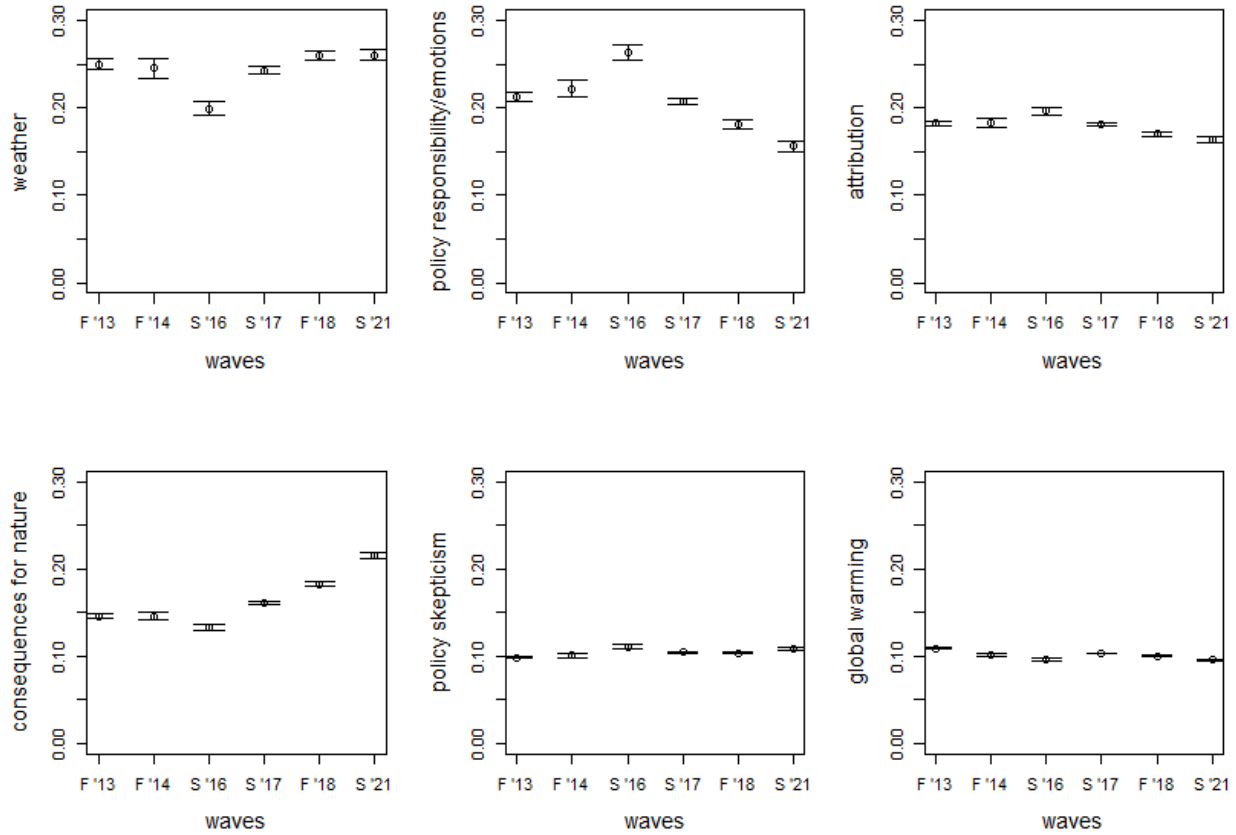 weather
0.00 0.10 0.20 0.30
F '13 F '14 S '16 S '17 F '18 S '21
waves
policy responsibility/emotions
0.00 0.10 0.20 0.30
F '13 F '14 S '16 S '17 F '18 S '21
waves
attribution
0.00 0.10 0.20 0.30
F '13 F '14 S '16 S '17 F '18 S '21
waves
consequences for nature
0.00 0.10 0.20 0.30
F '13 F '14 S '16 S '17 F '18 S '21
waves
policy skepticism
0.00 0.10 0.20 0.30
F '13 F '14 S '16 S '17 F '18 S '21
waves
global warming
0.00 0.10 0.20 0.30
F '13 F '14 S '16 S '17 F '18 S '21
waves